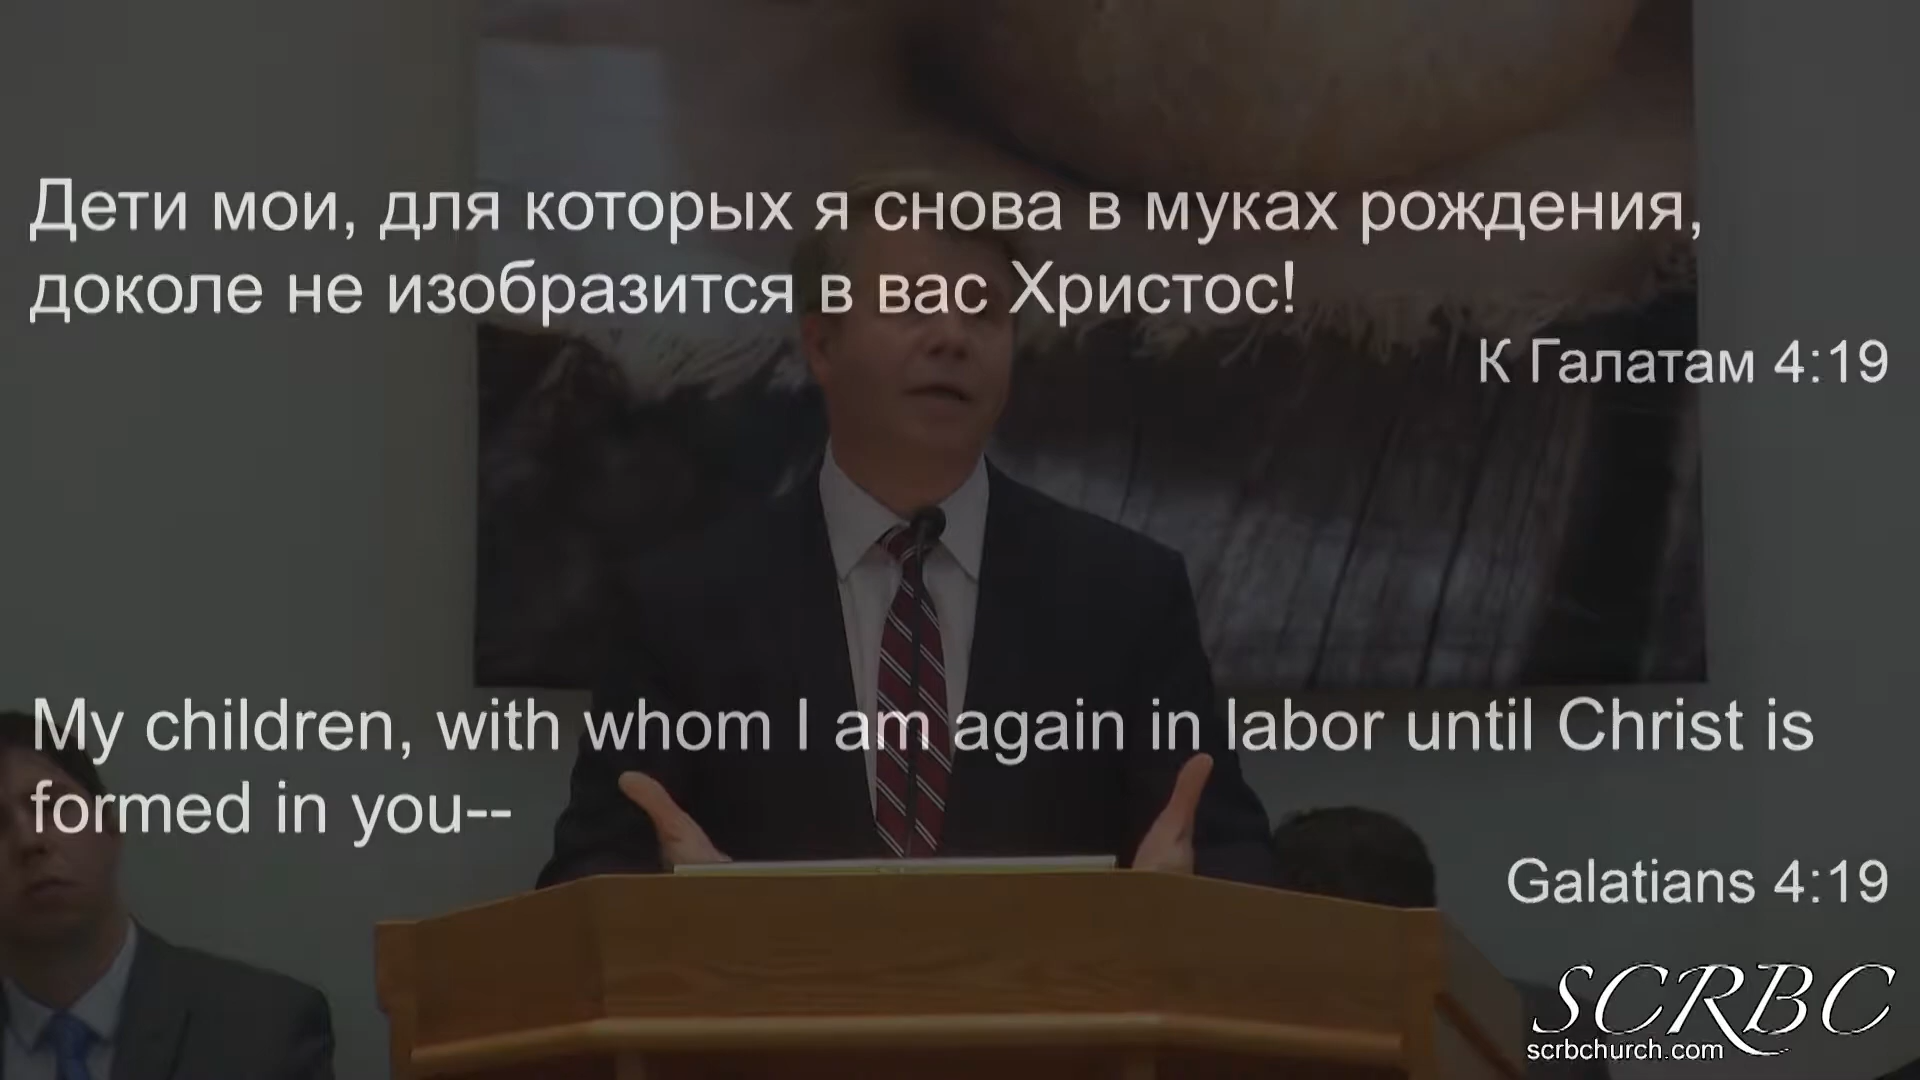 Дети мои, для которых я снова в муках рождения,
доколе не изобразится в вас Христос!
К Галатам 4:19
My children, with whom I am again in labor until Christ is
formed in you--
Galatians 4:19
SCRBC
scrbchurch.com